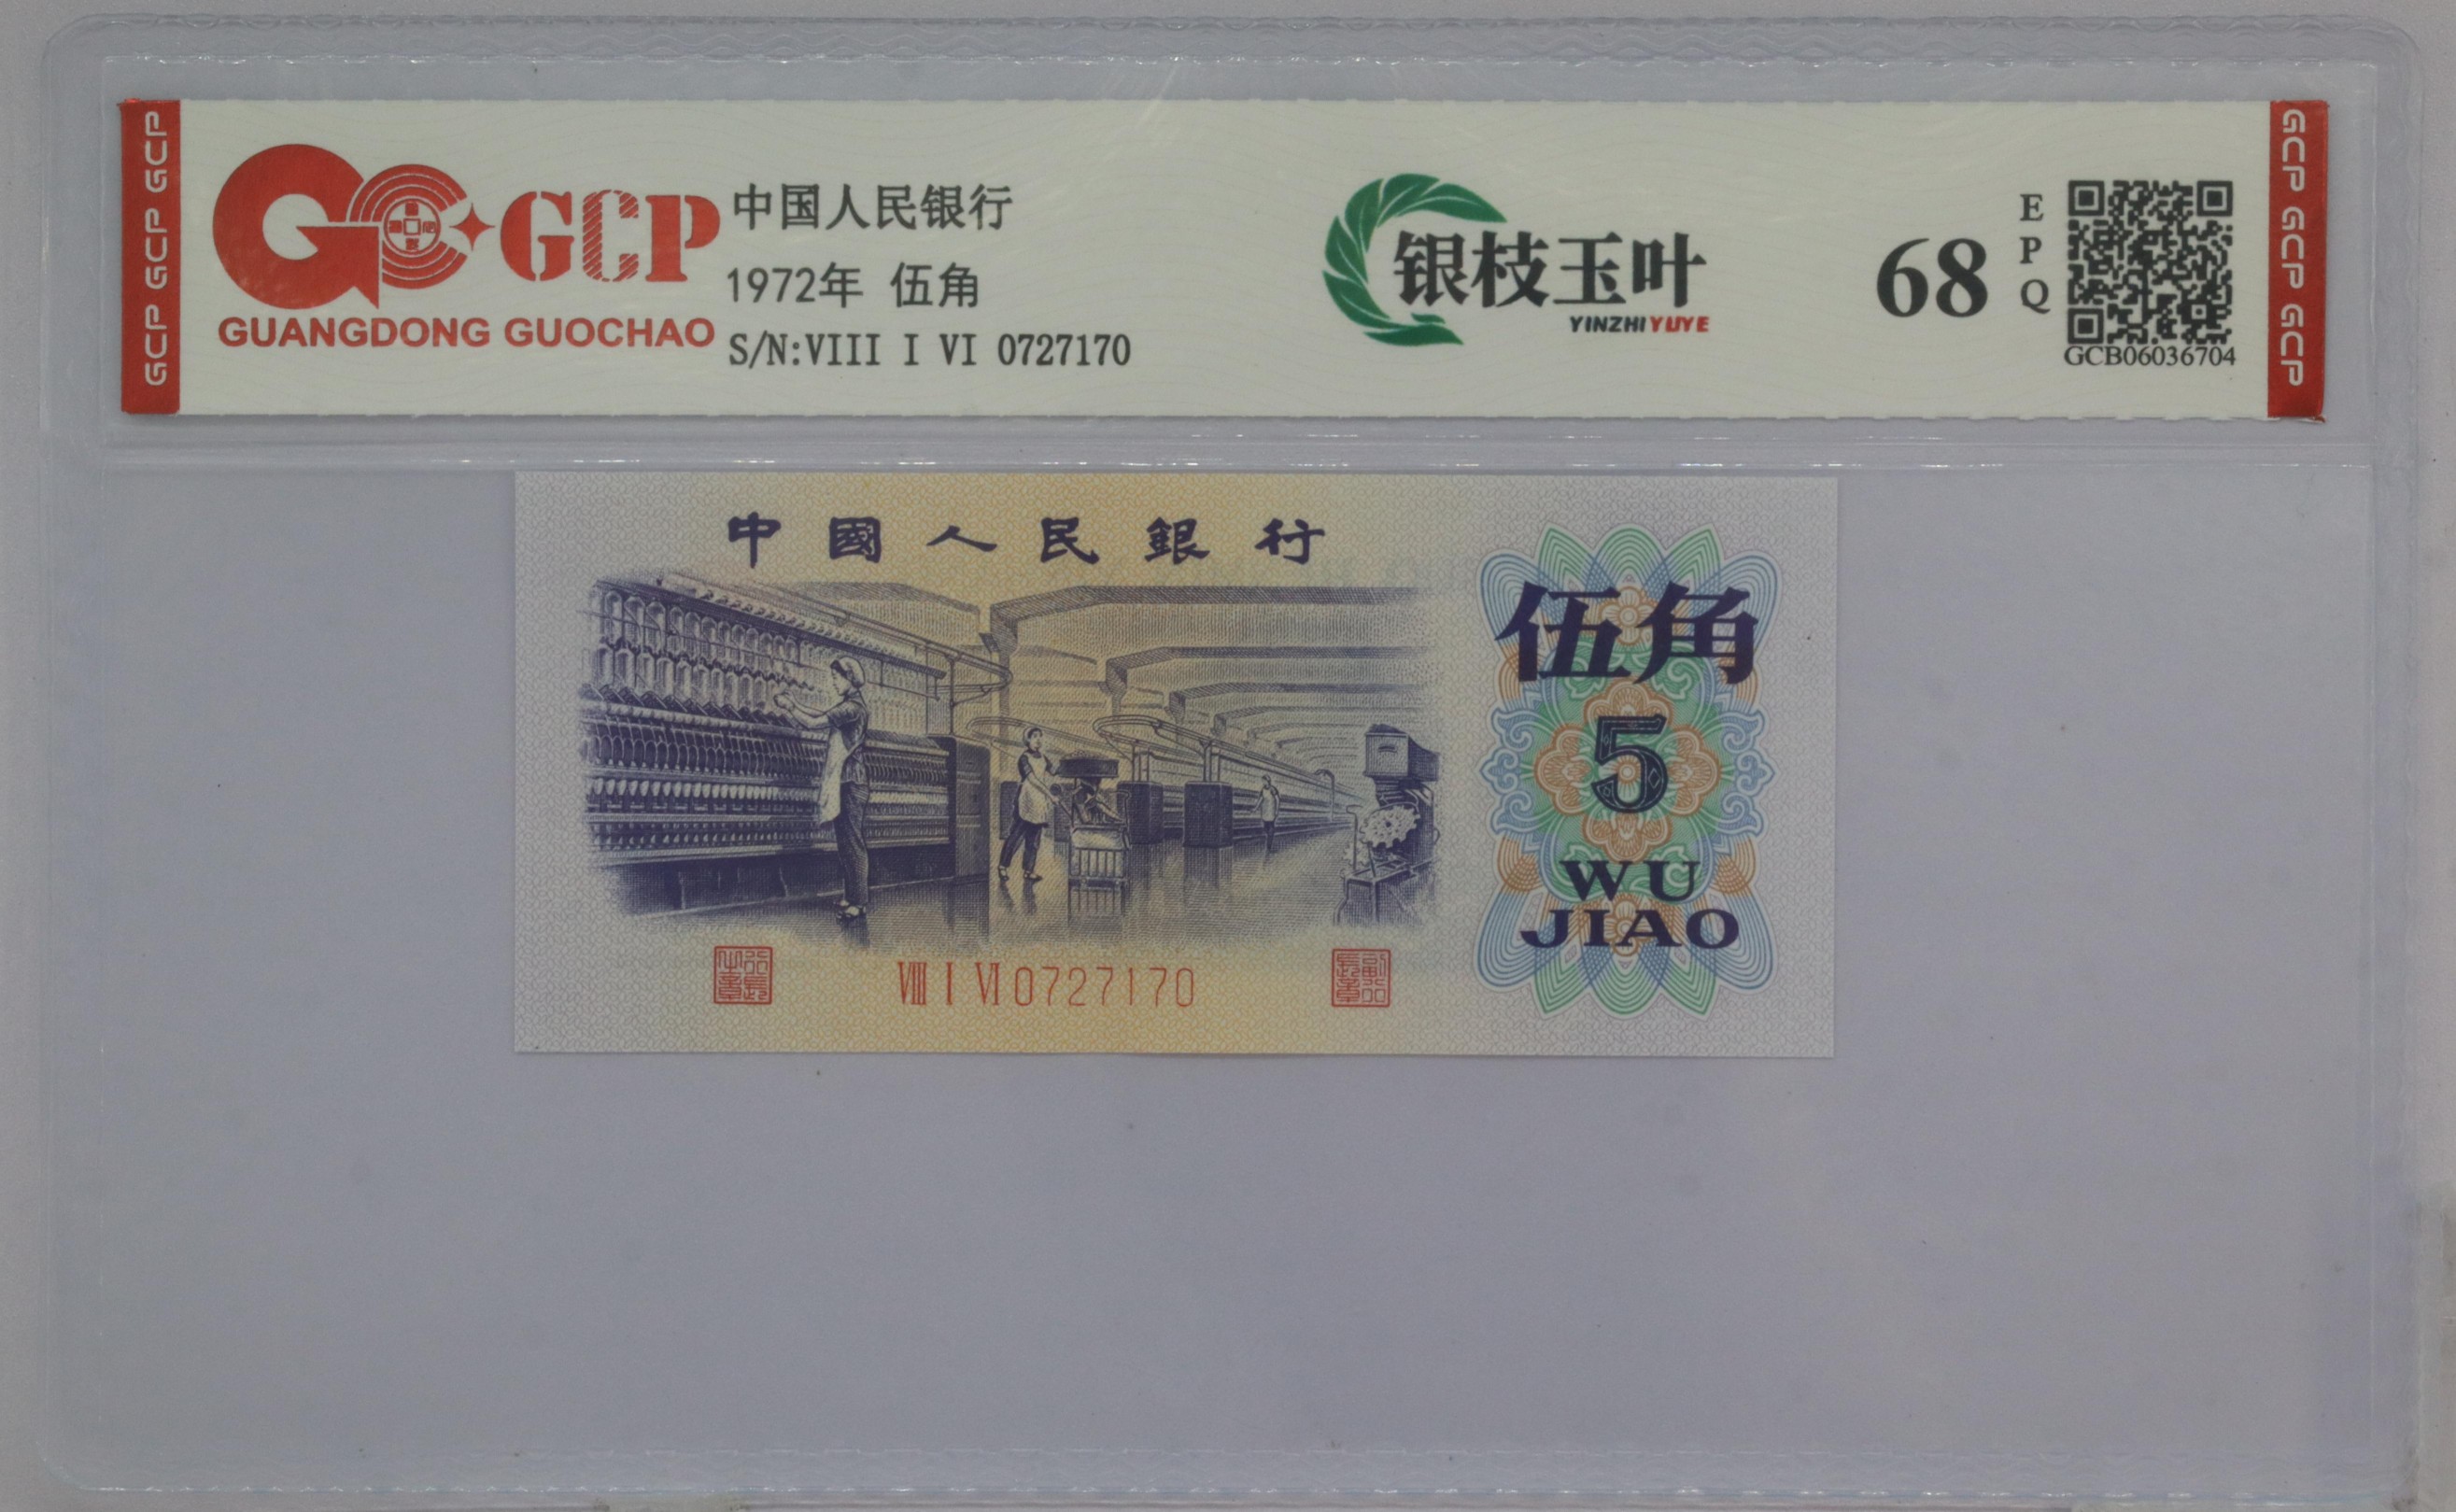 GCP GCP GCP
GCP
GUANGDONG GUOCHAO
中国人民银行
1972年 伍角
S/N:VIII I VI 0727170
银枝玉叶
YINZHIYUYE
68
EPQ
GCB06036704
GCP GCP GCP
中國人民銀行
伍角
5
WU
JIAO
VIII I VI 0727170